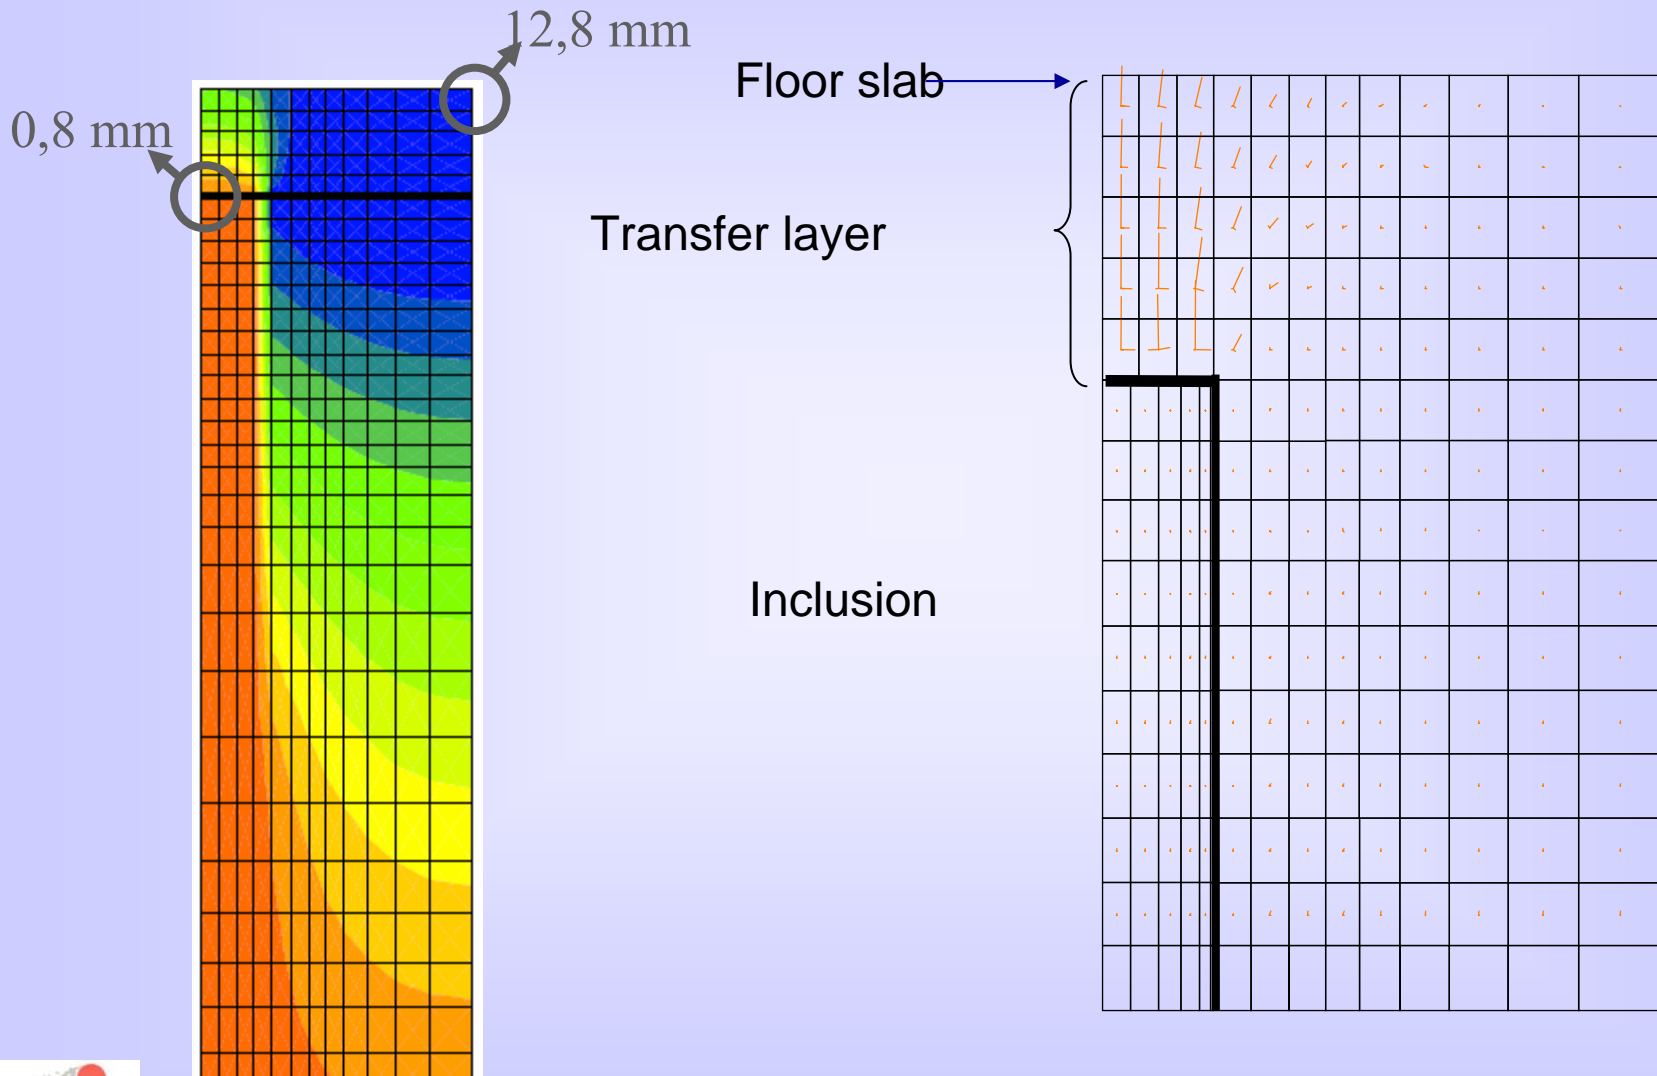 12,8 mm
0,8 mm
Floor slab
Transfer layer
Inclusion